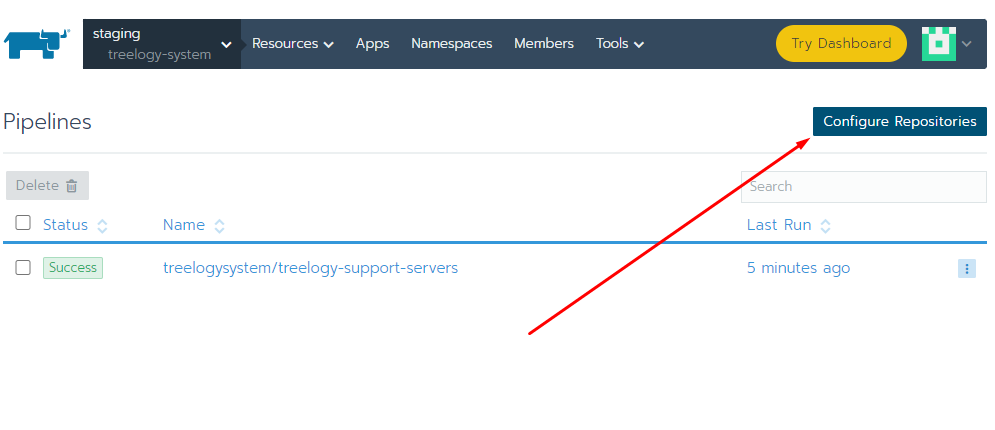 staging
treelogy-system
Resources Apps Namespaces Members Tools Try Dashboard
Pipelines Configure Repositories
Delete Search
Status Name Last Run
Success treelogysystem/treelogy-support-servers 5 minutes ago